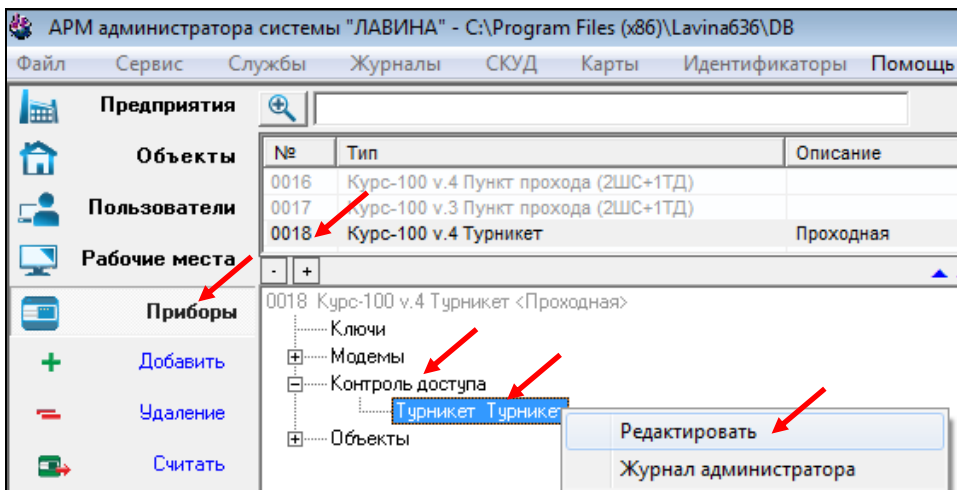 АРМ администратора системы "ЛАВИНА" - C:\Program Files (x86)\Lavina636\DB
Файл Сервис Службы Журналы СКУД Карты Идентификаторы Помощь
Предприятия
Объекты
Пользователи
Рабочие места
Приборы
Добавить
Удаление
Считать
№ Тип Описание
0016 Курс-100 v.4 Пункт прохода (2ШС+1ТД)
0017 Курс-100 v.3 Пункт прохода (2ШС+1ТД)
0018 Курс-100 v.4 Турникет Проходная
- +
0018 Курс-100 v.4 Турникет <Проходная>
Ключи
Модемы
Контроль доступа
Турникет Турникет
Объекты
Редактировать
Журнал администратора